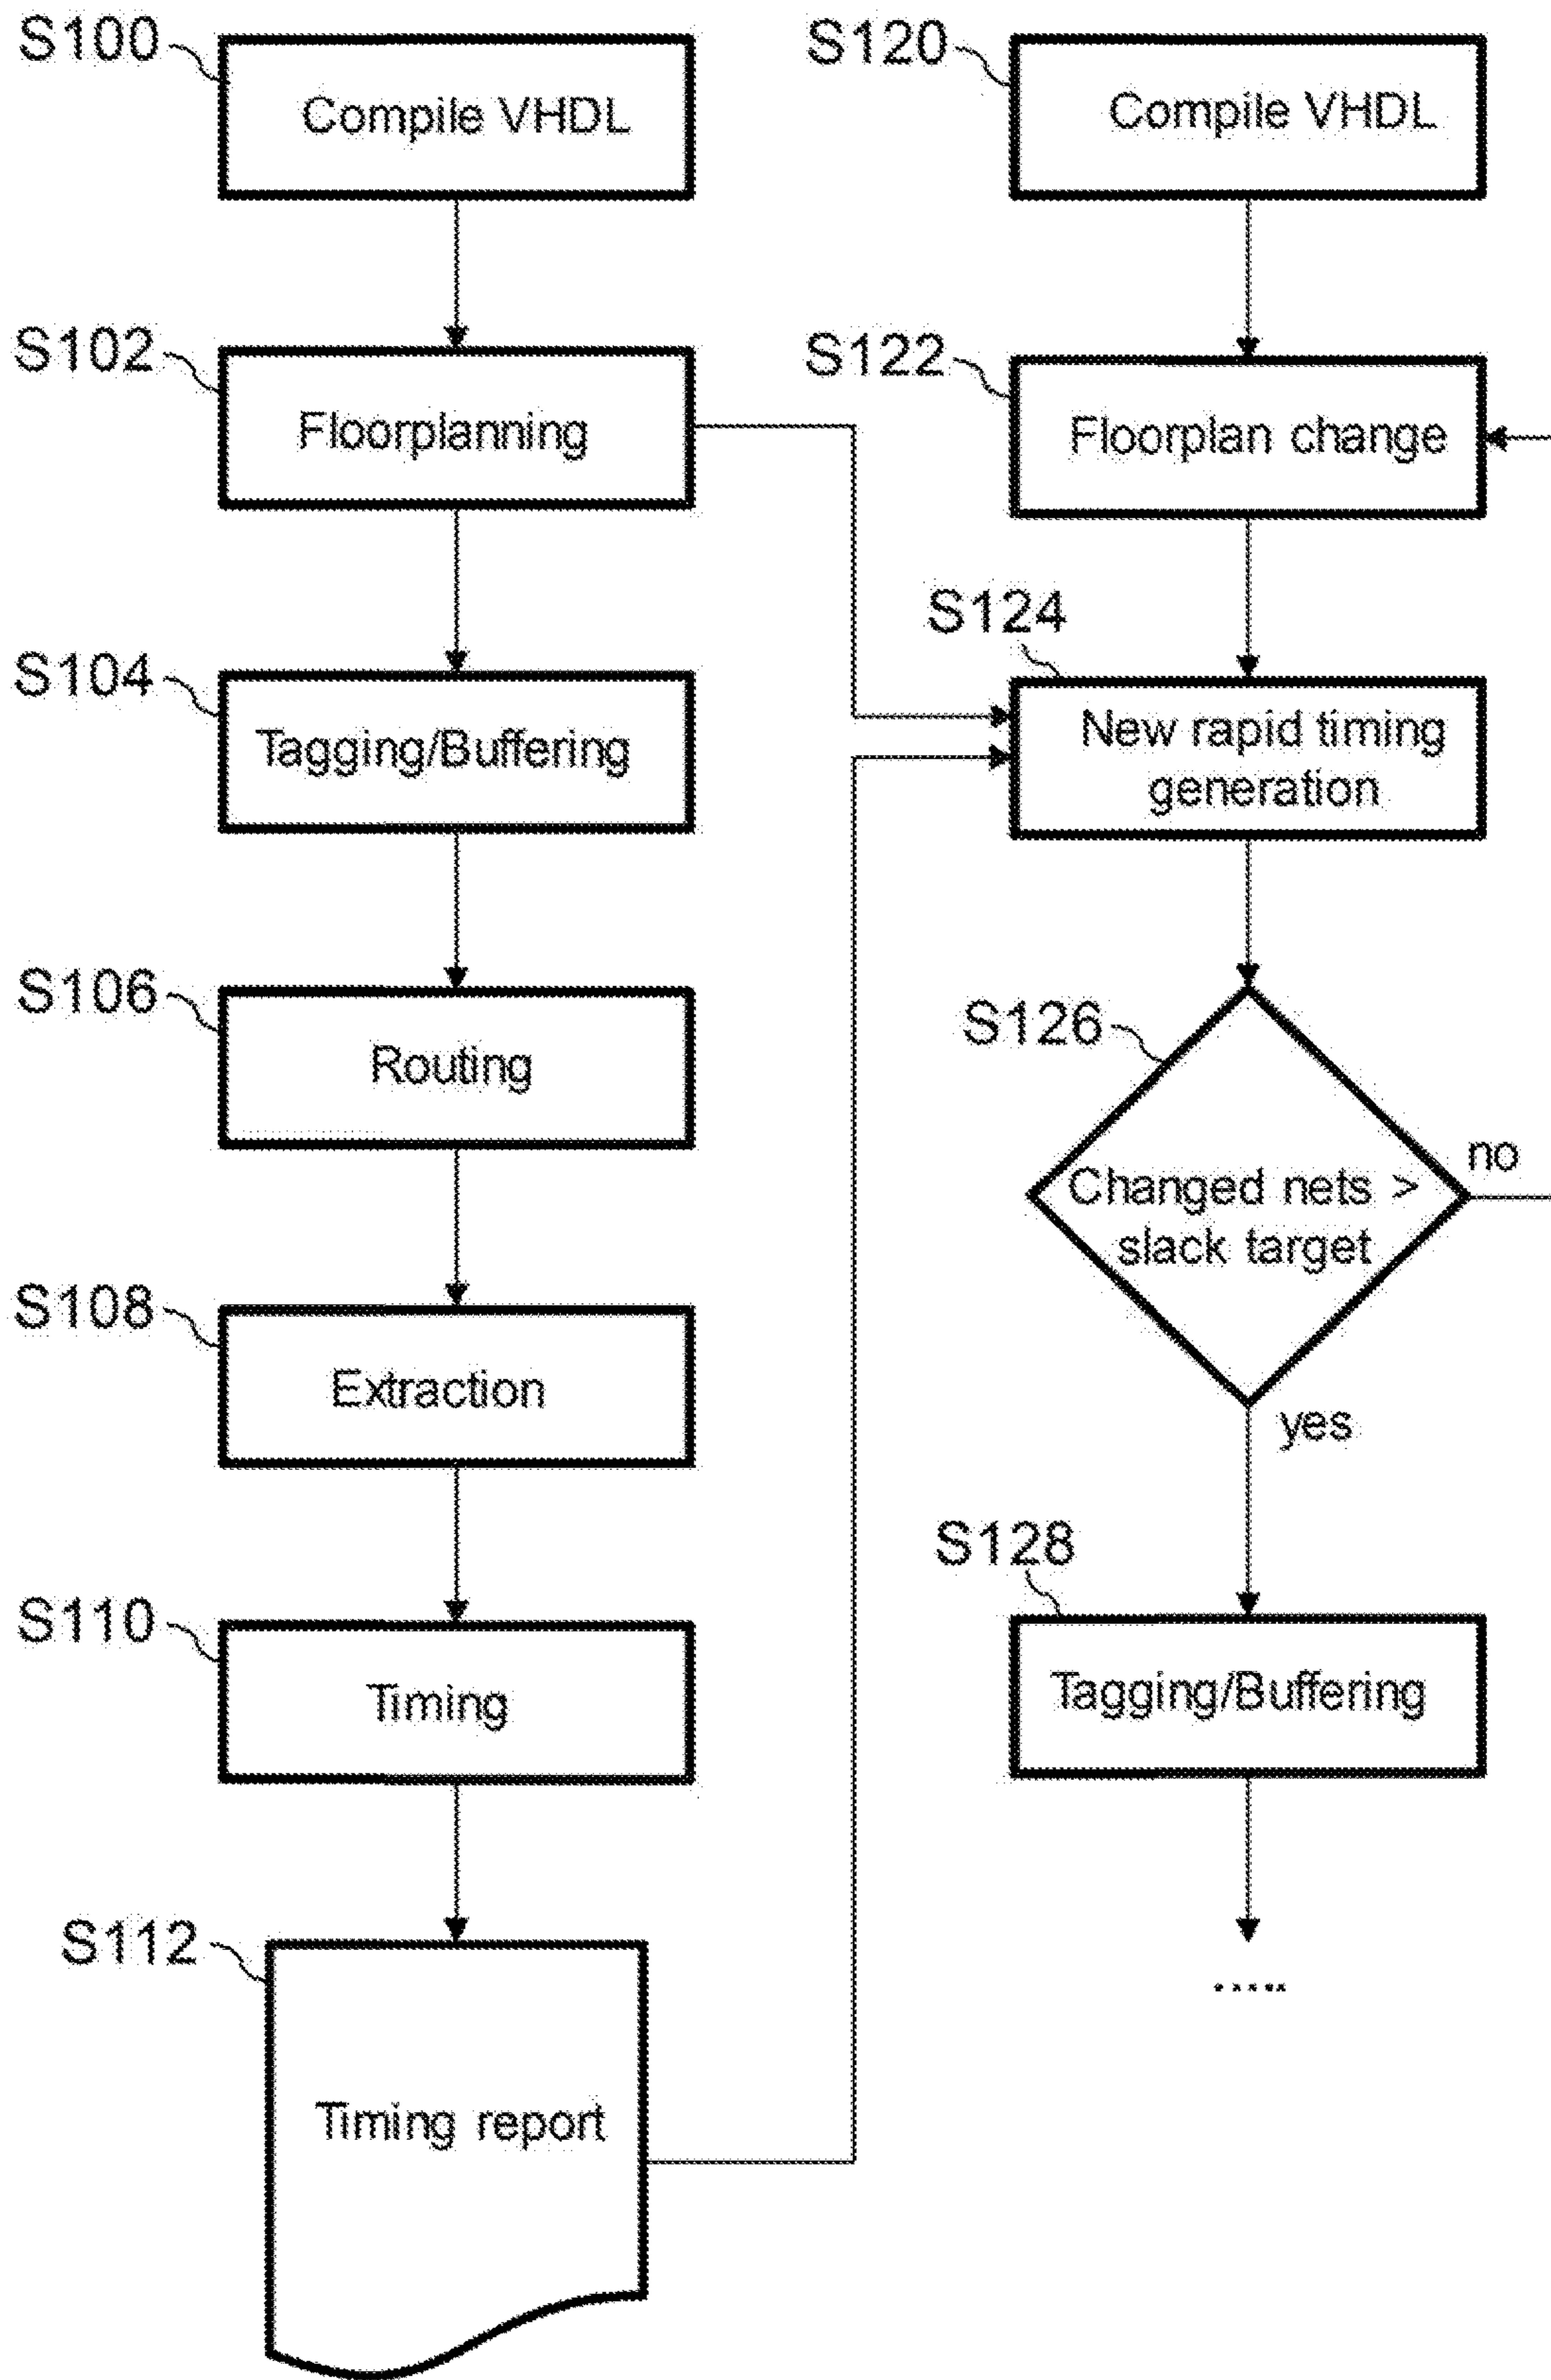 S100
Compile VHDL
S102
Floorplanning
S104
Tagging/Buffering
S106
Routing
S108
Extraction
S110
Timing
S112
Timing report
S120
Compile VHDL
S122
Floorplan change
S124
New rapid timing
generation
S126
Changed nets >
slack target
no
yes
S128
Tagging/Buffering
.....